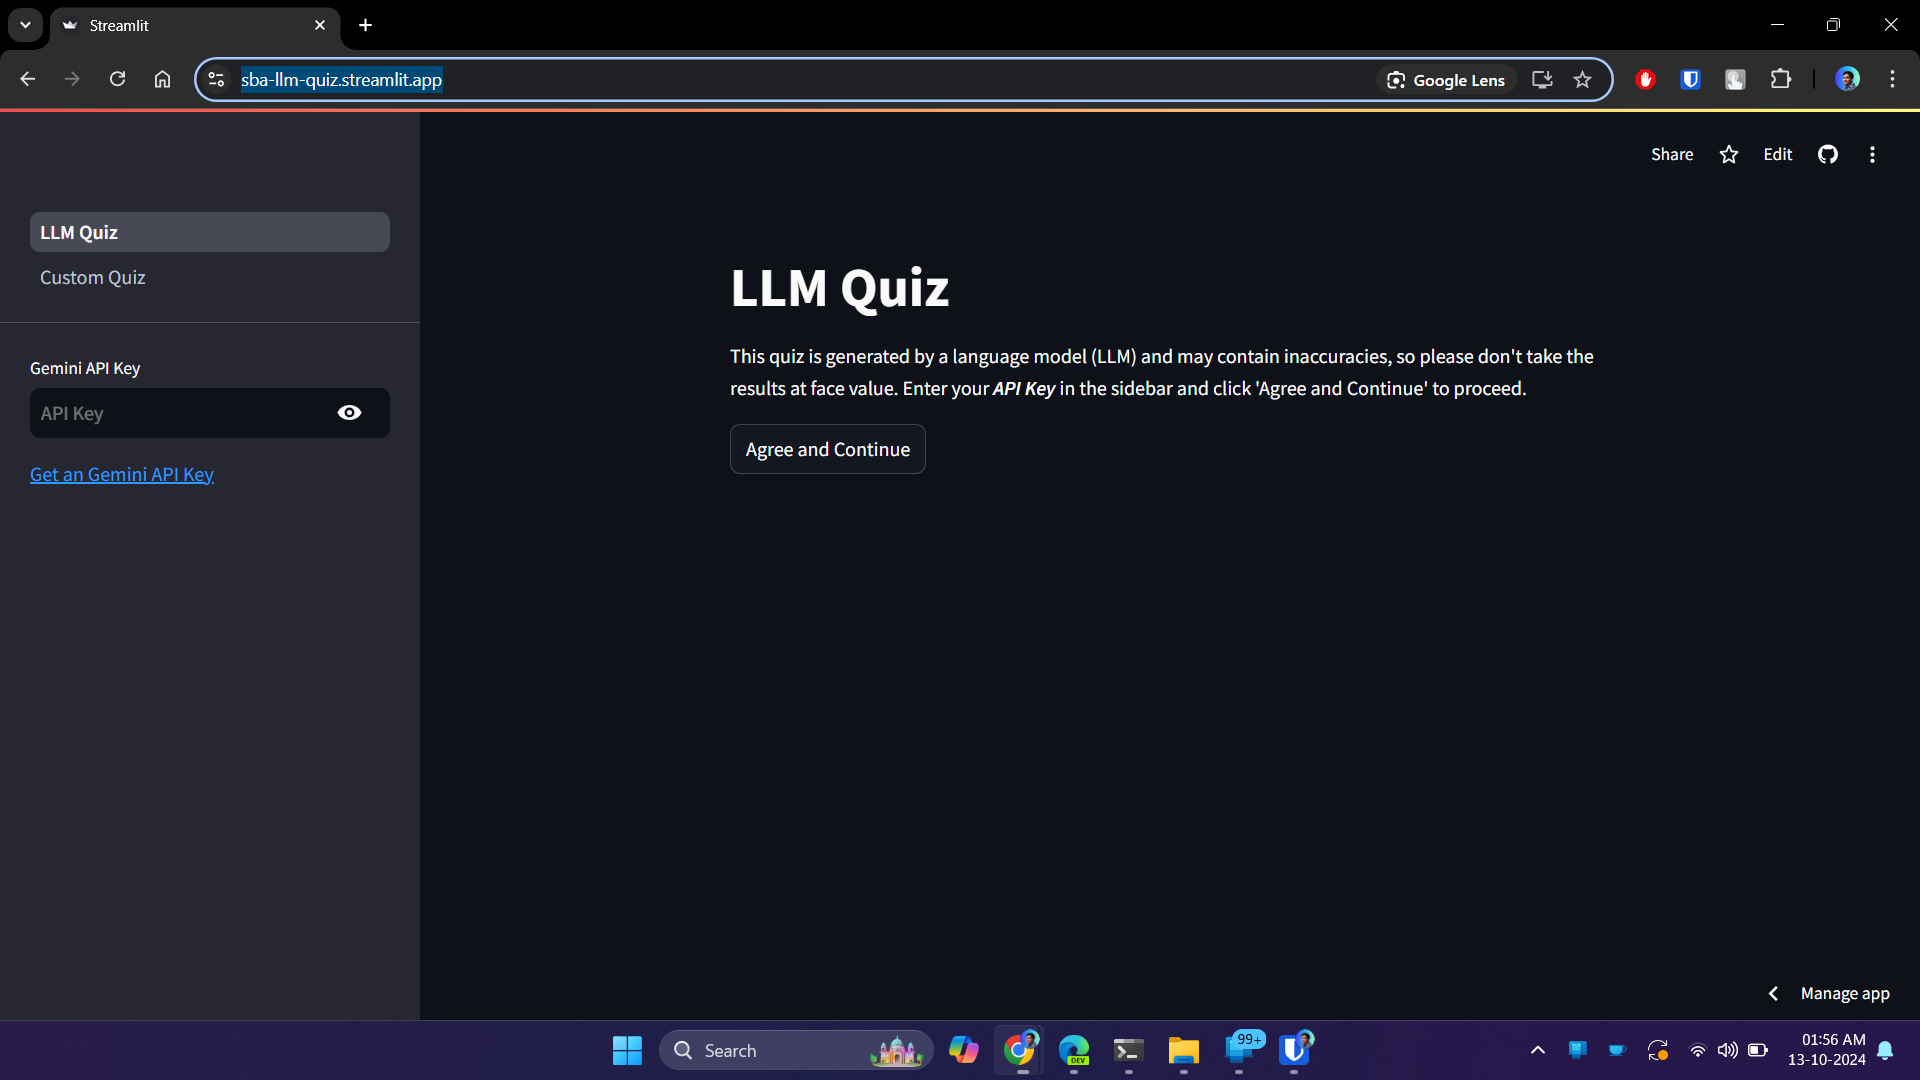 Streamlit
sba-llm-quiz.streamlit.app
Google Lens
Share
Edit
LLM Quiz
Custom Quiz
Gemini API Key
API Key
Get an Gemini API Key
LLM Quiz
This quiz is generated by a language model (LLM) and may contain inaccuracies, so please don't take the
results at face value. Enter your API Key in the sidebar and click 'Agree and Continue' to proceed.
Agree and Continue
Manage app
Search
DEV
99+
01:56 AM
13-10-2024